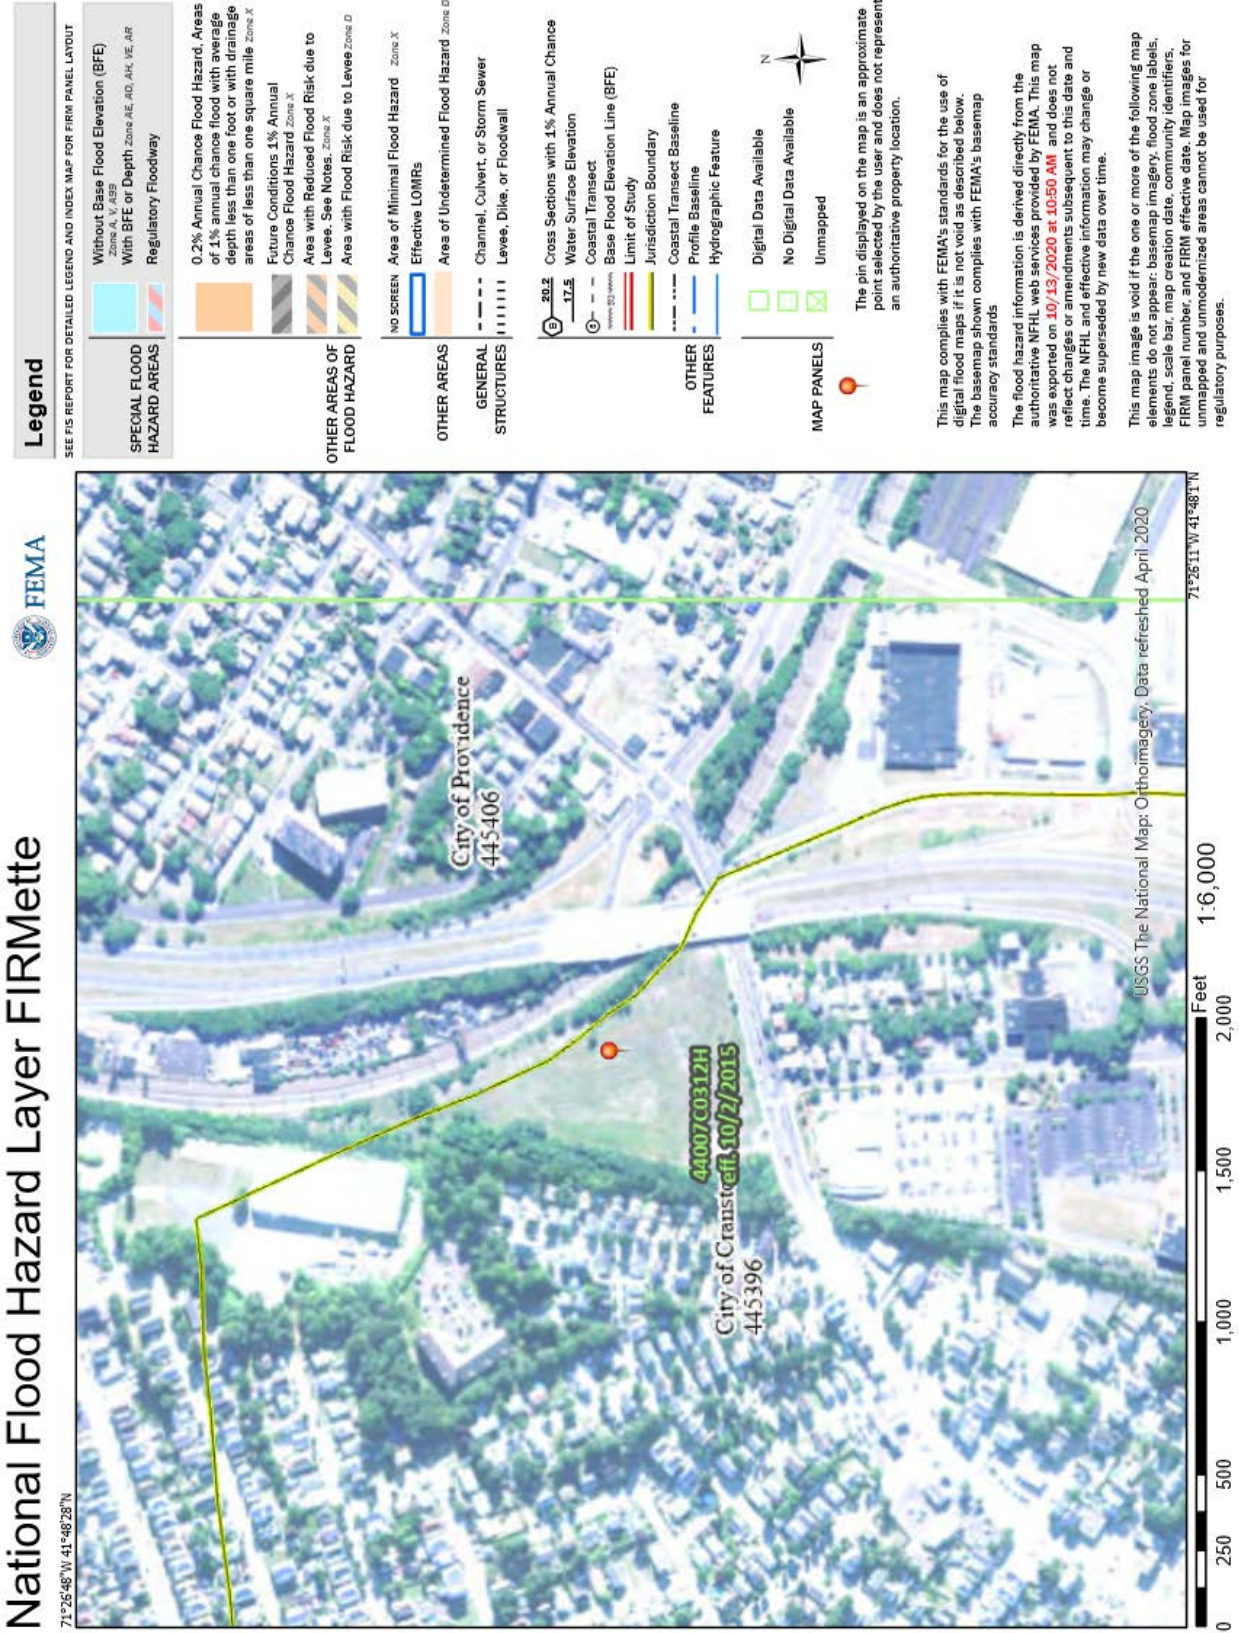 National Flood Hazard Layer FIRMette
FEMA
71°26'48"W 41°48'28"N
City of Providence
445406
44007C0312H
eff. 10/2/2015
City of Cranst
445396
USGS The National Map: Orthoimagery. Data refreshed April 2020
71°26'11"W 41°48'1"N
0
250
500
1,000
1,500
2,000
Feet
1:6,000
Legend
SEE FIS REPORT FOR DETAILED LEGEND AND INDEX MAP FOR FIRM PANEL LAYOUT
SPECIAL FLOOD
HAZARD AREAS
Without Base Flood Elevation (BFE)
Zone A, V, A99
With BFE or Depth Zone AE, AO, AH, VE, AR
Regulatory Floodway
0.2% Annual Chance Flood Hazard, Areas
of 1% annual chance flood with average
depth less than one foot or with drainage
areas of less than one square mile Zone X
Future Conditions 1% Annual
Chance Flood Hazard Zone X
Area with Reduced Flood Risk due to
Levee. See Notes. Zone X
Area with Flood Risk due to Levee Zone D
OTHER AREAS OF
FLOOD HAZARD
NO SCREEN
Area of Minimal Flood Hazard Zone X
Effective LOMRs
Area of Undetermined Flood Hazard Zone D
OTHER AREAS
Channel, Culvert, or Storm Sewer
Levee, Dike, or Floodwall
GENERAL
STRUCTURES
B 20.2
Cross Sections with 1% Annual Chance
17.5
Water Surface Elevation
8
Coastal Transect
Base Flood Elevation Line (BFE)
Limit of Study
Jurisdiction Boundary
Coastal Transect Baseline
Profile Baseline
Hydrographic Feature
OTHER
FEATURES
Digital Data Available
No Digital Data Available
Unmapped
MAP PANELS
N
The pin displayed on the map is an approximate
point selected by the user and does not represent
an authoritative property location.
This map complies with FEMA's standards for the use of
digital flood maps if it is not void as described below.
The basemap shown complies with FEMA's basemap
accuracy standards
The flood hazard information is derived directly from the
authoritative NFHL web services provided by FEMA. This map
was exported on 10/13/2020 at 10:50 AM and does not
reflect changes or amendments subsequent to this date and
time. The NFHL and effective information may change or
become superseded by new data over time.
This map image is void if the one or more of the following map
elements do not appear: basemap imagery, flood zone labels,
legend, scale bar, map creation date, community identifiers,
FIRM panel number, and FIRM effective date. Map images for
unmapped and unmodernized areas cannot be used for
regulatory purposes.